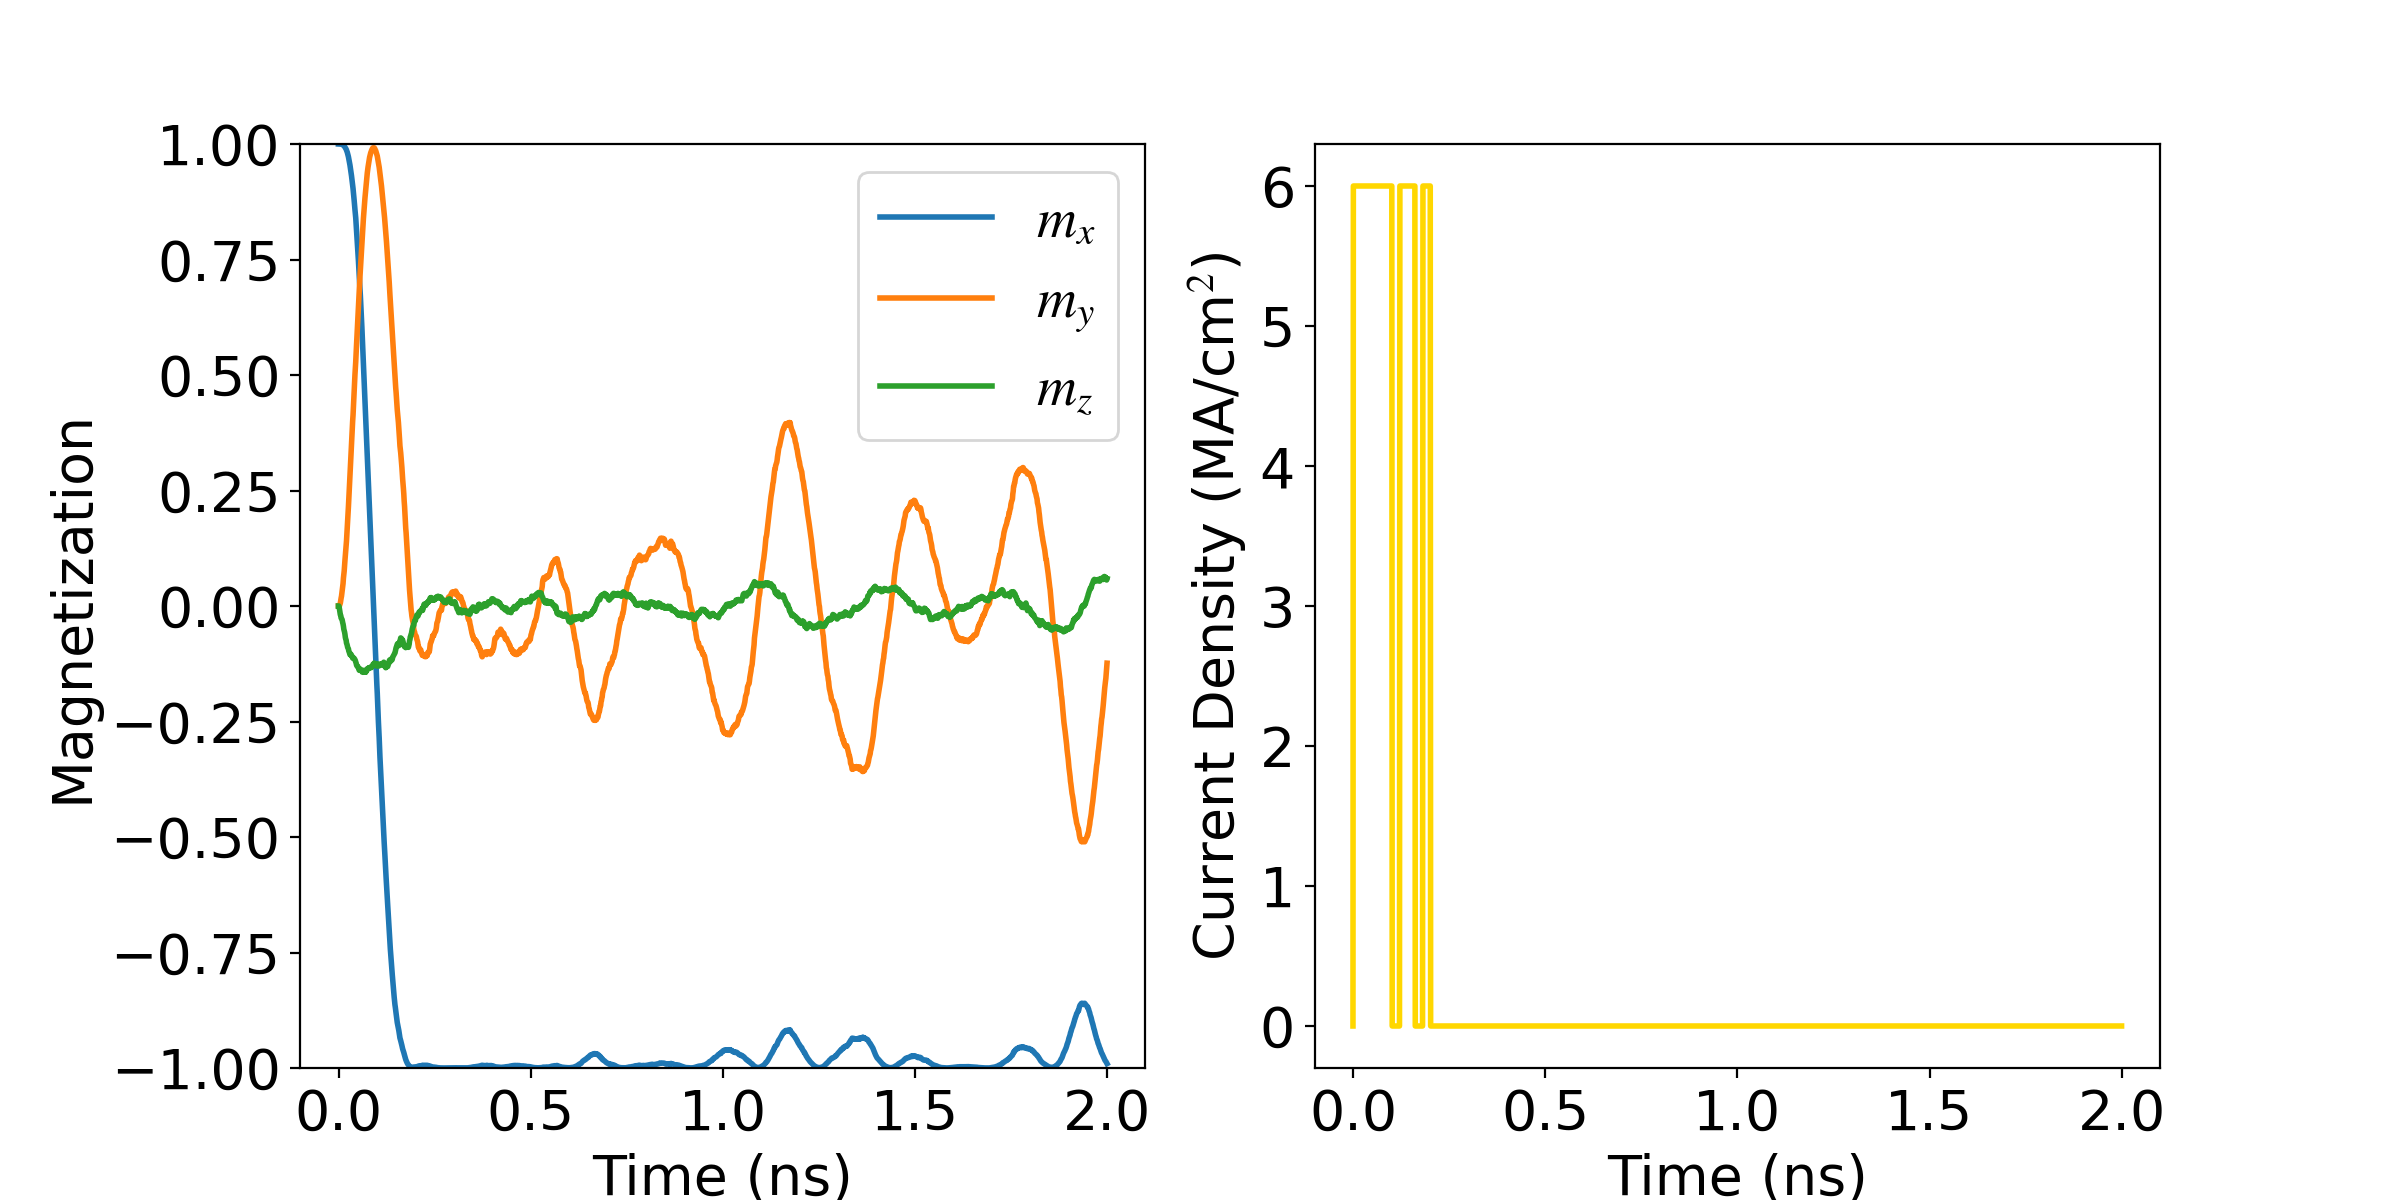 Magnetization
1.00
0.75
0.50
0.25
0.00
−0.25
−0.50
−0.75
−1.00
0.0 0.5 1.0 1.5 2.0
Time (ns)
m_x
m_y
m_z
Current Density (MA/cm²)
6
5
4
3
2
1
0
0.0 0.5 1.0 1.5 2.0
Time (ns)